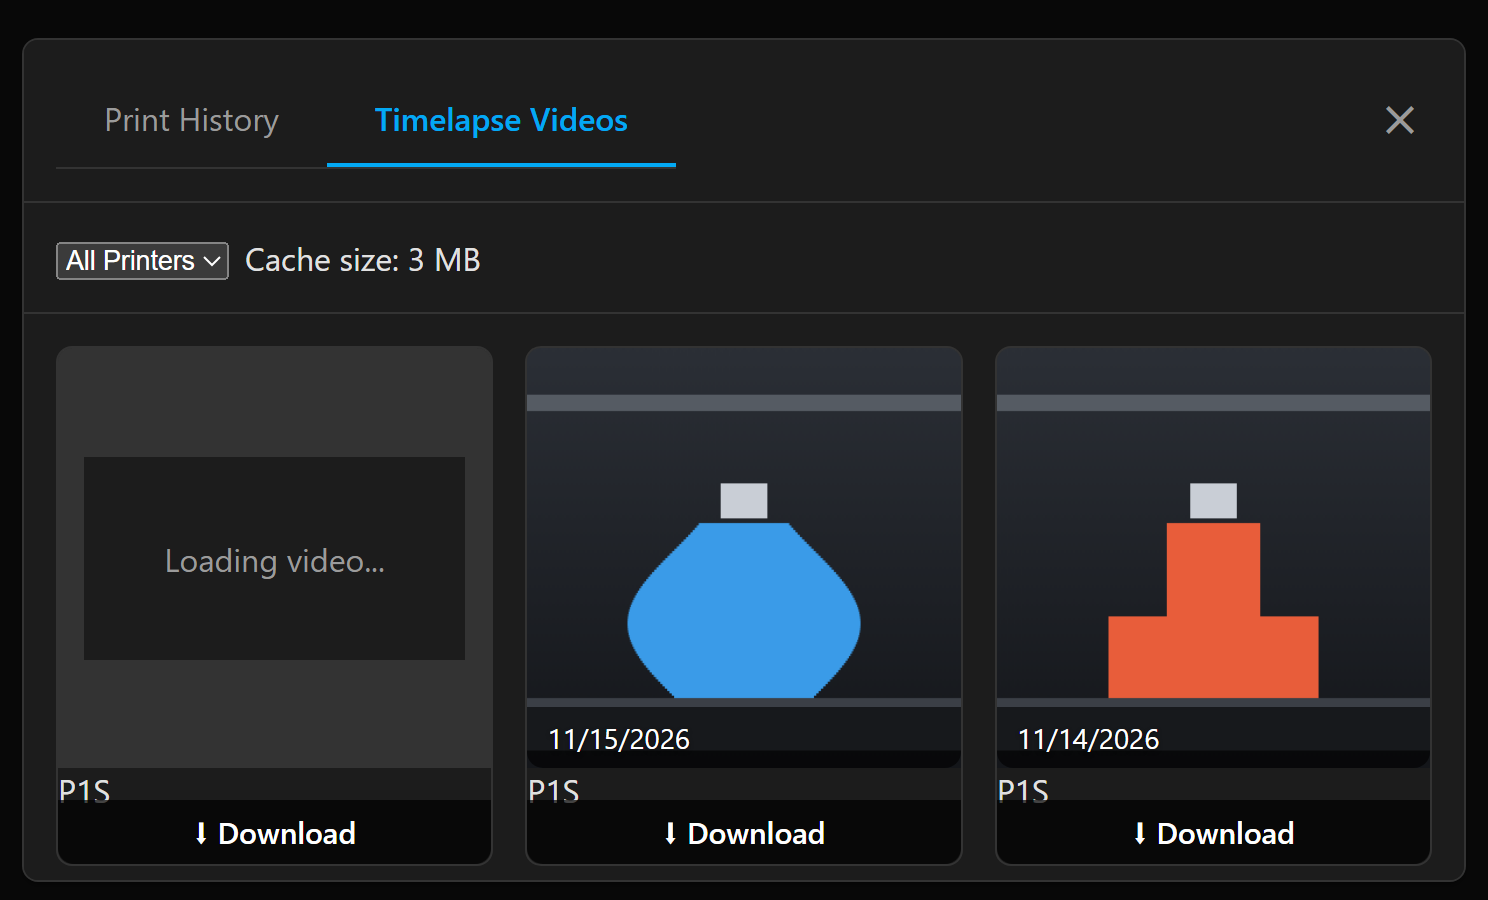 Print History
Timelapse Videos
All Printers
Cache size: 3 MB
Loading video...
11/15/2026
11/14/2026
P1S
P1S
P1S
⬇ Download
⬇ Download
⬇ Download